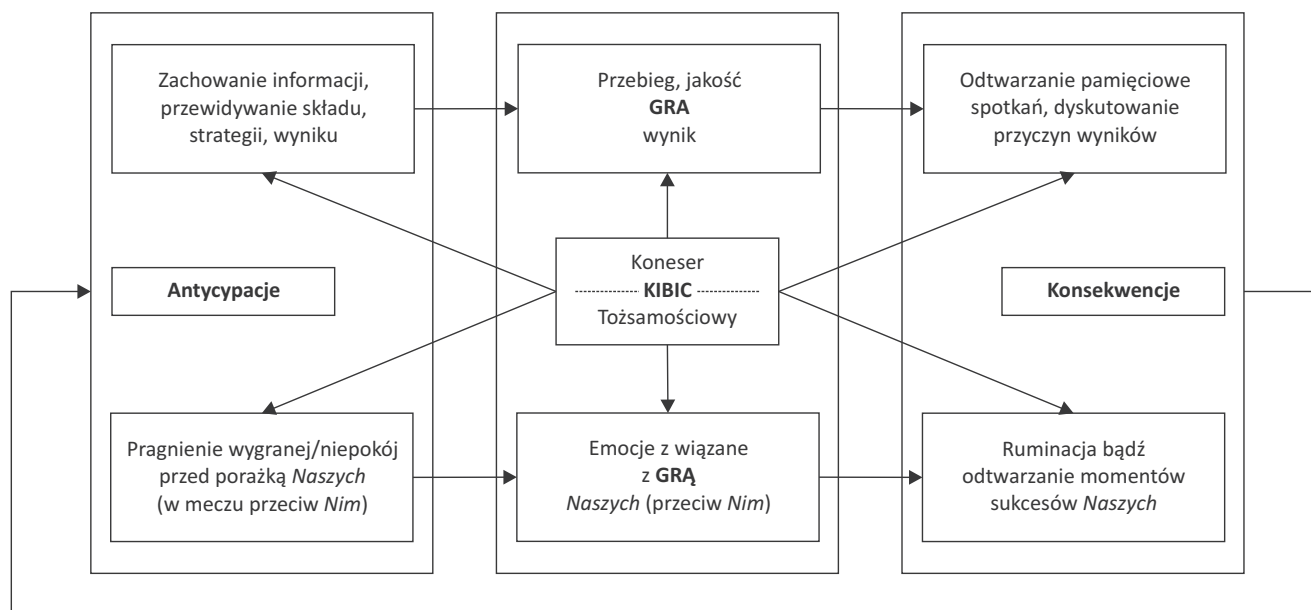 Zachowanie informacji,
przewidywanie składu,
strategii, wyniku
Przebieg, jakość
GRA
wynik
Odtwarzanie pamięciowe
spotkań, dyskutowanie
przyczyn wyników
Antycypacje
Koneser
KIBIC
Tożsamościowy
Konsekwencje
Pragnienie wygranej/niepokój
przed porażką Naszych
(w meczu przeciw Nim)
Emocje z wiązane
z GRĄ
Naszych (przeciw Nim)
Ruminacja bądź
odtwarzanie momentów
sukcesów Naszych